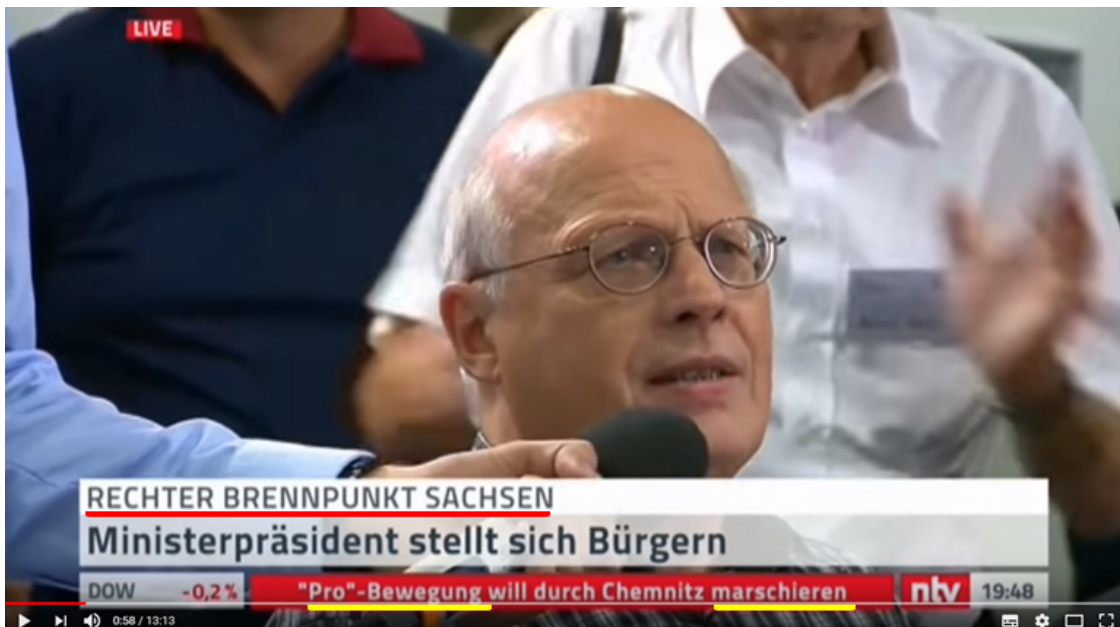 LIVE
RECHTER BRENNPUNKT SACHSEN
Ministerpräsident stellt sich Bürgern
DOW -0,2% "Pro"-Bewegung will durch Chemnitz marschieren ntv 19:48
0:58 / 13:13